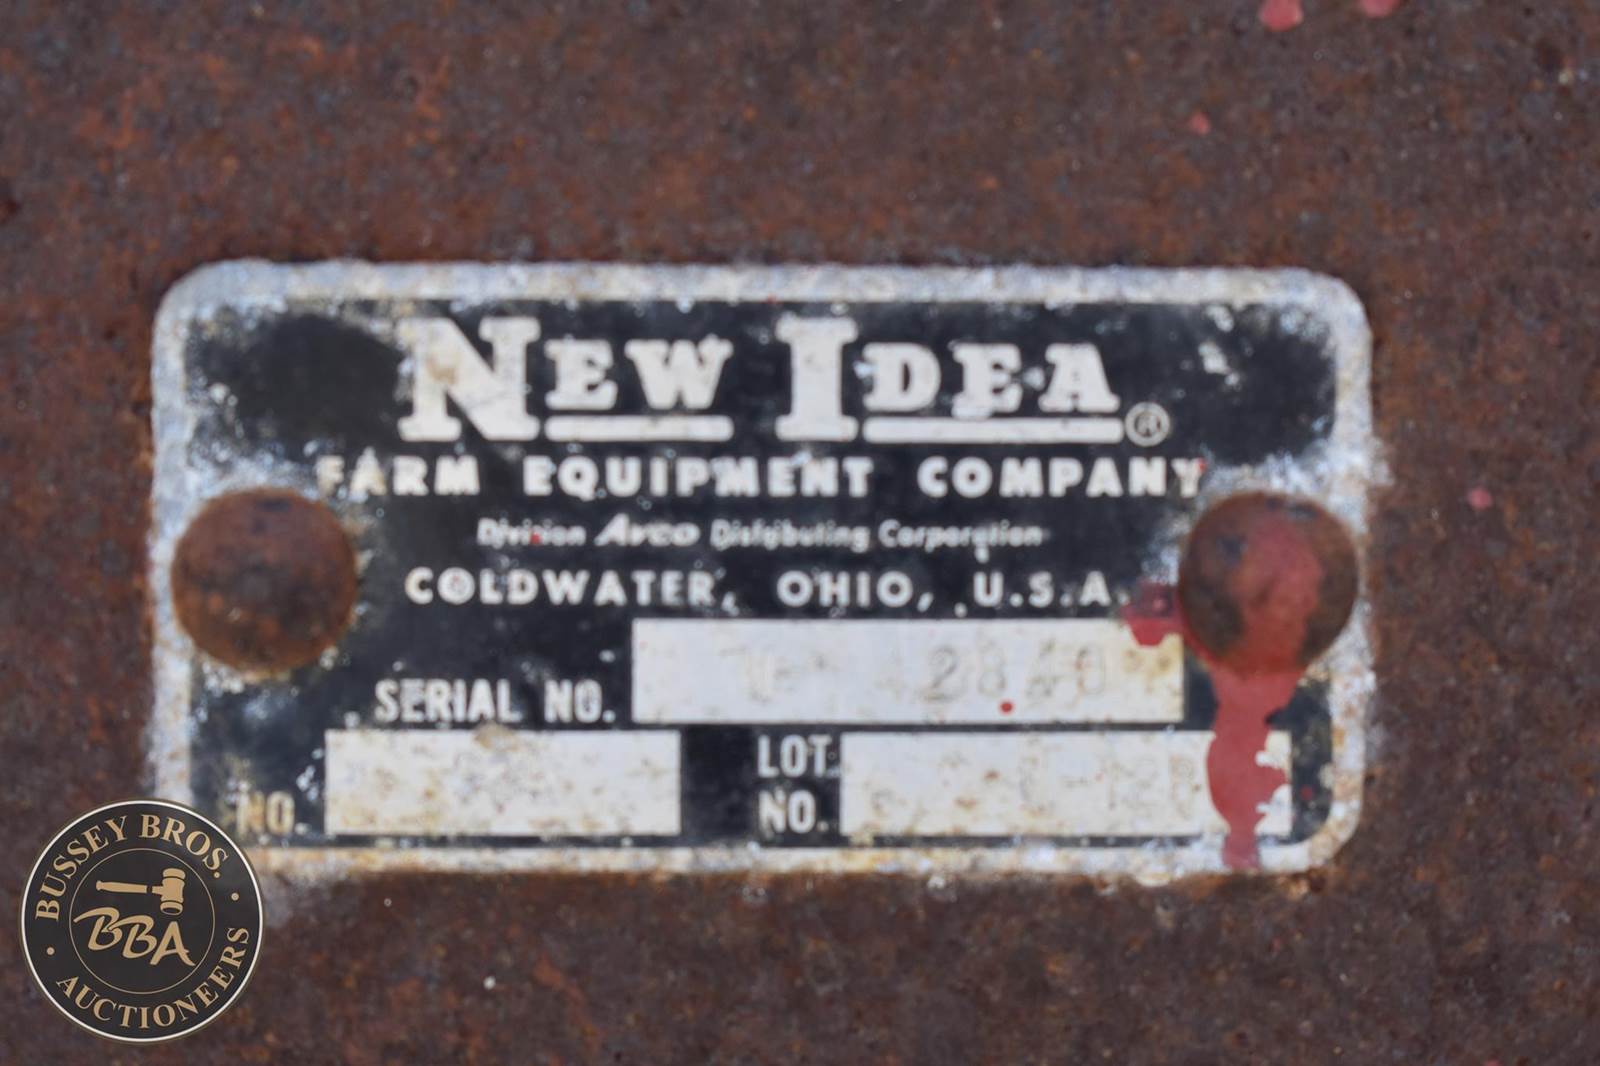 NEW IDEA®
FARM EQUIPMENT COMPANY
Division Avco Distributing Corporation
COLDWATER, OHIO, U.S.A.
SERIAL NO.
NO.
LOT NO.
BUSSEY BROS.
BBA
AUCTIONEERS